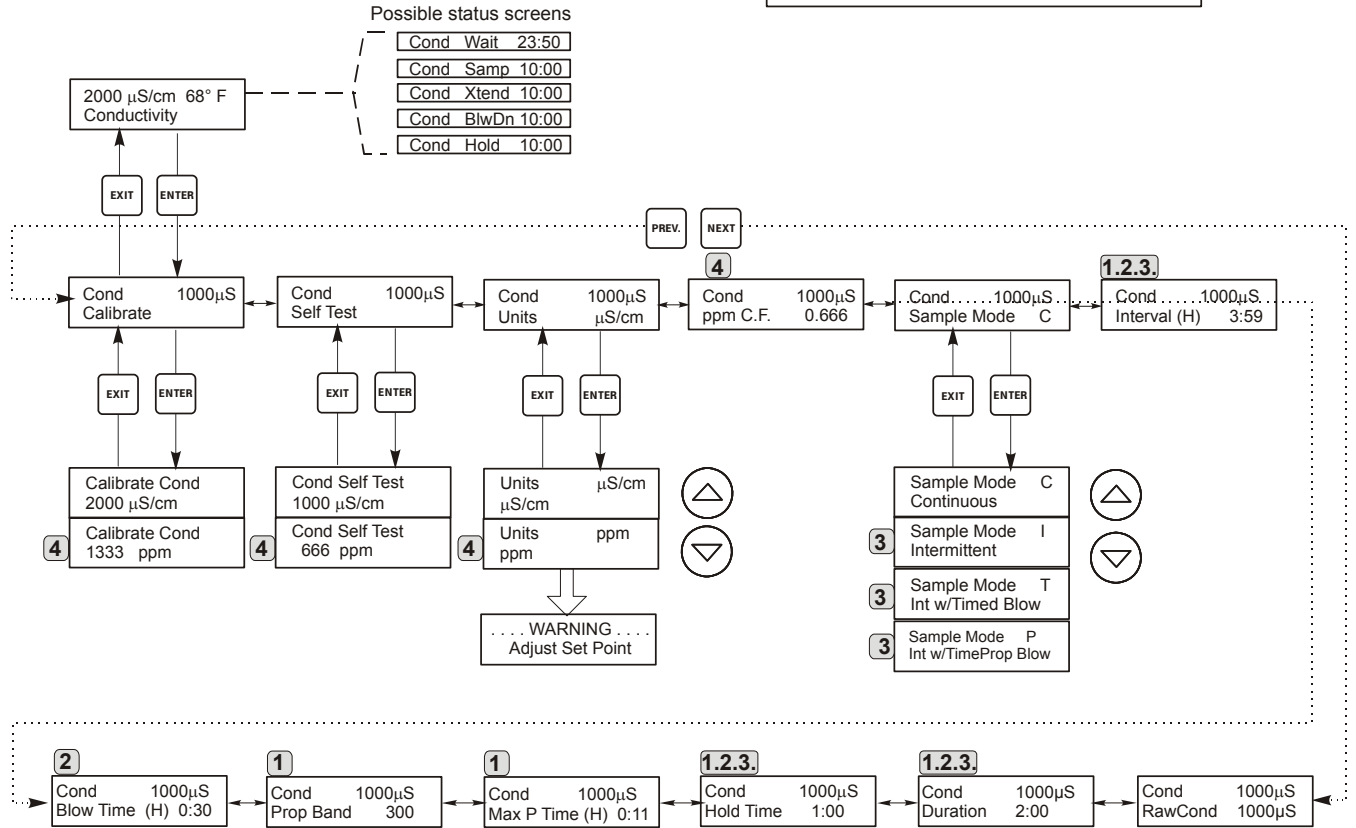 Possible status screens
Cond Wait 23:50
Cond Samp 10:00
Cond Xtend 10:00
Cond BlwDn 10:00
Cond Hold 10:00
2000 μS/cm 68° F
Conductivity
EXIT
ENTER
PREV.
NEXT
Cond 1000μS
Calibrate
Cond 1000μS
Self Test
Cond 1000μS
Units μS/cm
4
Cond 1000μS
ppm C.F. 0.666
Cond 1000μS
Sample Mode C
1.2.3.
Cond 1000μS
Interval (H) 3:59
EXIT
ENTER
EXIT
ENTER
EXIT
ENTER
EXIT
ENTER
Calibrate Cond
2000 μS/cm
4
Calibrate Cond
1333 ppm
Cond Self Test
1000 μS/cm
4
Cond Self Test
666 ppm
Units μS/cm
μS/cm
4
Units ppm
ppm
. . . . WARNING . . . .
Adjust Set Point
Sample Mode C
Continuous
3
Sample Mode I
Intermittent
3
Sample Mode T
Int w/Timed Blow
3
Sample Mode P
Int w/TimeProp Blow
2
Cond 1000μS
Blow Time (H) 0:30
1
Cond 1000μS
Prop Band 300
1
Cond 1000μS
Max P Time (H) 0:11
1.2.3.
Cond 1000μS
Hold Time 1:00
1.2.3.
Cond 1000μS
Duration 2:00
Cond 1000μS
RawCond 1000μS